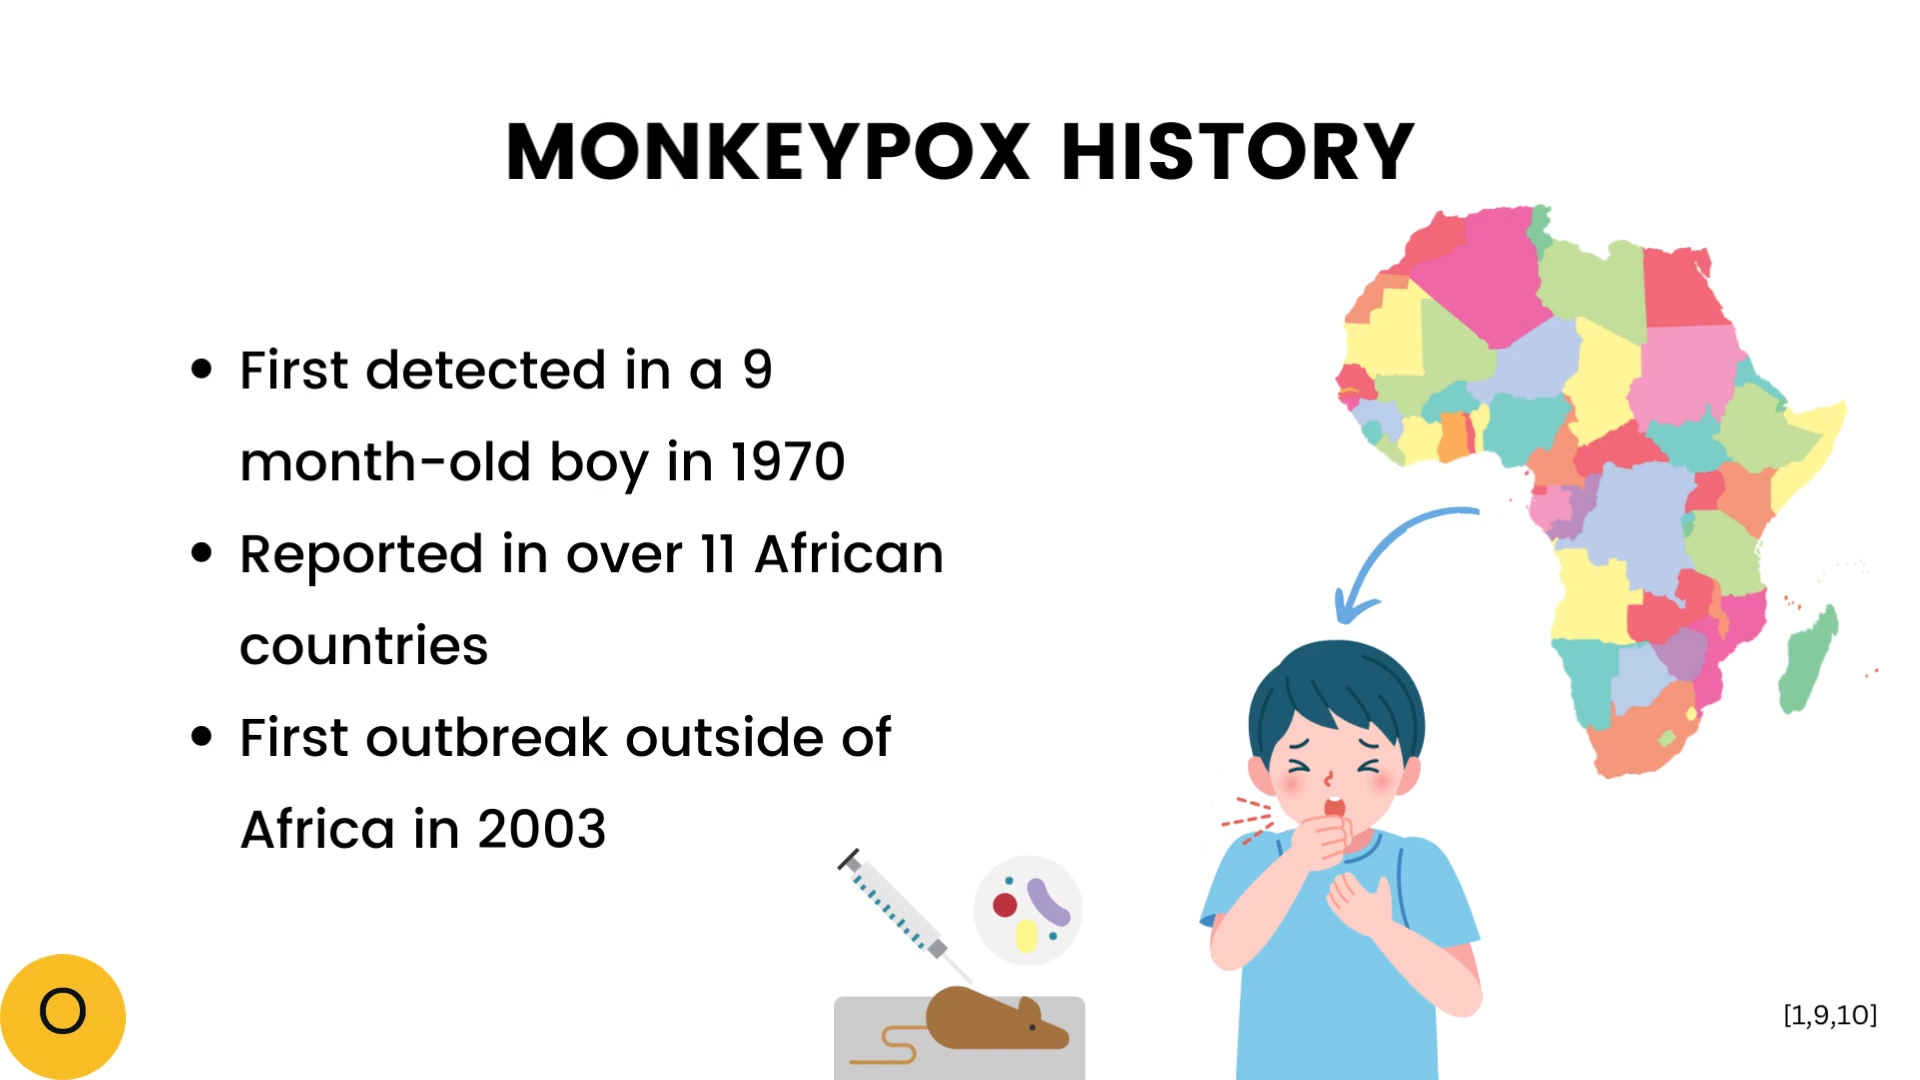 MONKEYPOX HISTORY
• First detected in a 9
month-old boy in 1970
• Reported in over 11 African
countries
• First outbreak outside of
Africa in 2003
O
[1,9,10]